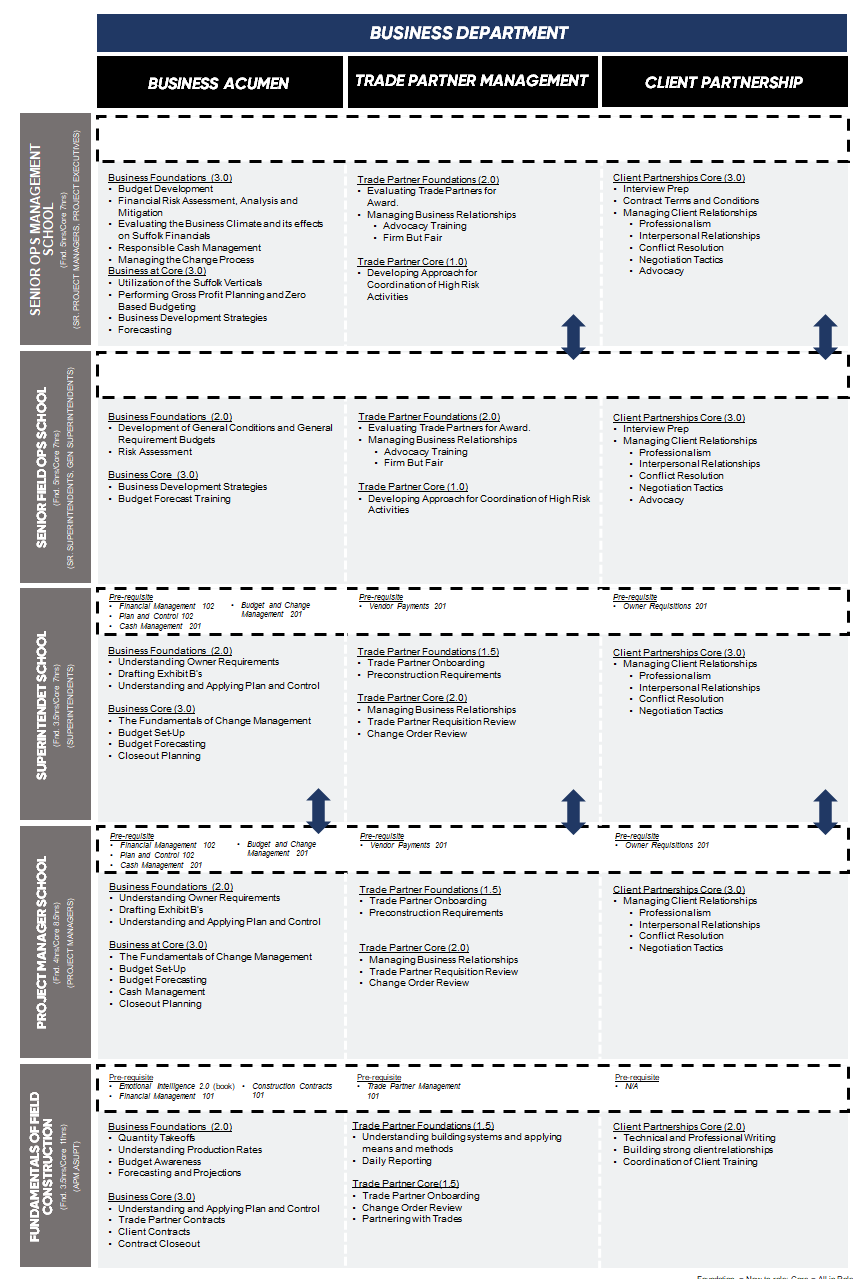 BUSINESS DEPARTMENT
BUSINESS ACUMEN
TRADE PARTNER MANAGEMENT
CLIENT PARTNERSHIP
SENIOR OPS MANAGEMENT
SCHOOL
(Fnd. 5hrs/Core 7hrs)
(SR. PROJECT MANAGERS, PROJECT EXECUTIVES)
Business Foundations (3.0)
• Budget Development
• Financial Risk Assessment, Analysis and
Mitigation
• Evaluating the Business Climate and its effects
on Suffolk Financials
• Responsible Cash Management
• Managing the Change Process
Business at Core (3.0)
• Utilization of the Suffolk Verticals
• Performing Gross Profit Planning and Zero
Based Budgeting
• Business Development Strategies
• Forecasting
Trade Partner Foundations (2.0)
• Evaluating Trade Partners for
Award.
• Managing Business Relationships
• Advocacy Training
• Firm But Fair
Trade Partner Core (1.0)
• Developing Approach for
Coordination of High Risk
Activities
Client Partnerships Core (3.0)
• Interview Prep
• Contract Terms and Conditions
• Managing Client Relationships
• Professionalism
• Interpersonal Relationships
• Conflict Resolution
• Negotiation Tactics
• Advocacy
SENIOR FIELD OPS SCHOOL
(Fnd. 5hrs/Core 7hrs)
(SR. SUPERINTENDENTS, GEN SUPERINTENDENTS)
Business Foundations (2.0)
• Development of General Conditions and General
Requirement Budgets
• Risk Assessment
Business Core (3.0)
• Business Development Strategies
• Budget Forecast Training
Trade Partner Foundations (2.0)
• Evaluating Trade Partners for Award.
• Managing Business Relationships
• Advocacy Training
• Firm But Fair
Trade Partner Core (1.0)
• Developing Approach for Coordination of High Risk
Activities
Client Partnerships Core (3.0)
• Interview Prep
• Managing Client Relationships
• Professionalism
• Interpersonal Relationships
• Conflict Resolution
• Negotiation Tactics
• Advocacy
SUPERINTENDET SCHOOL
(Fnd. 3.5hrs/Core 7hrs)
(SUPERINTENDENTS)
Pre-requisite
• Financial Management 102
• Plan and Control 102
• Cash Management 201
• Budget and Change
Management 201
Pre-requisite
• Vendor Payments 201
Pre-requisite
• Owner Requisitions 201
Business Foundations (2.0)
• Understanding Owner Requirements
• Drafting Exhibit B's
• Understanding and Applying Plan and Control
Business Core (3.0)
• The Fundamentals of Change Management
• Budget Set-Up
• Budget Forecasting
• Closeout Planning
Trade Partner Foundations (1.5)
• Trade Partner Onboarding
• Preconstruction Requirements
Trade Partner Core (2.0)
• Managing Business Relationships
• Trade Partner Requisition Review
• Change Order Review
Client Partnerships Core (3.0)
• Managing Client Relationships
• Professionalism
• Interpersonal Relationships
• Conflict Resolution
• Negotiation Tactics
PROJECT MANAGER SCHOOL
(Fnd. 4hrs/Core 8.5hrs)
(PROJECT MANAGERS)
Pre-requisite
• Financial Management 102
• Plan and Control 102
• Cash Management 201
• Budget and Change
Management 201
Pre-requisite
• Vendor Payments 201
Pre-requisite
• Owner Requisitions 201
Business Foundations (2.0)
• Understanding Owner Requirements
• Drafting Exhibit B's
• Understanding and Applying Plan and Control
Business at Core (3.0)
• The Fundamentals of Change Management
• Budget Set-Up
• Budget Forecasting
• Cash Management
• Closeout Planning
Trade Partner Foundations (1.5)
• Trade Partner Onboarding
• Preconstruction Requirements
Trade Partner Core (2.0)
• Managing Business Relationships
• Trade Partner Requisition Review
• Change Order Review
Client Partnerships Core (3.0)
• Managing Client Relationships
• Professionalism
• Interpersonal Relationships
• Conflict Resolution
• Negotiation Tactics
FUNDAMENTALS OF FIELD
CONSTRUCTION
(Fnd. 3.5hrs/Core 11hrs)
(APM,ASUPT)
Pre-requisite
• Emotional Intelligence 2.0 (book)
• Financial Management 101
• Construction Contracts
101
Pre-requisite
• Trade Partner Management
101
Pre-requisite
• N/A
Business Foundations (2.0)
• Quantity Takeoffs
• Understanding Production Rates
• Budget Awareness
• Forecasting and Projections
Business Core (3.0)
• Understanding and Applying Plan and Control
• Trade Partner Contracts
• Client Contracts
• Contract Closeout
Trade Partner Foundations (1.5)
• Understanding building systems and applying
means and methods
• Daily Reporting
Trade Partner Core(1.5)
• Trade Partner Onboarding
• Change Order Review
• Partnering with Trades
Client Partnerships Core (2.0)
• Technical and Professional Writing
• Building strong client relationships
• Coordination of Client Training